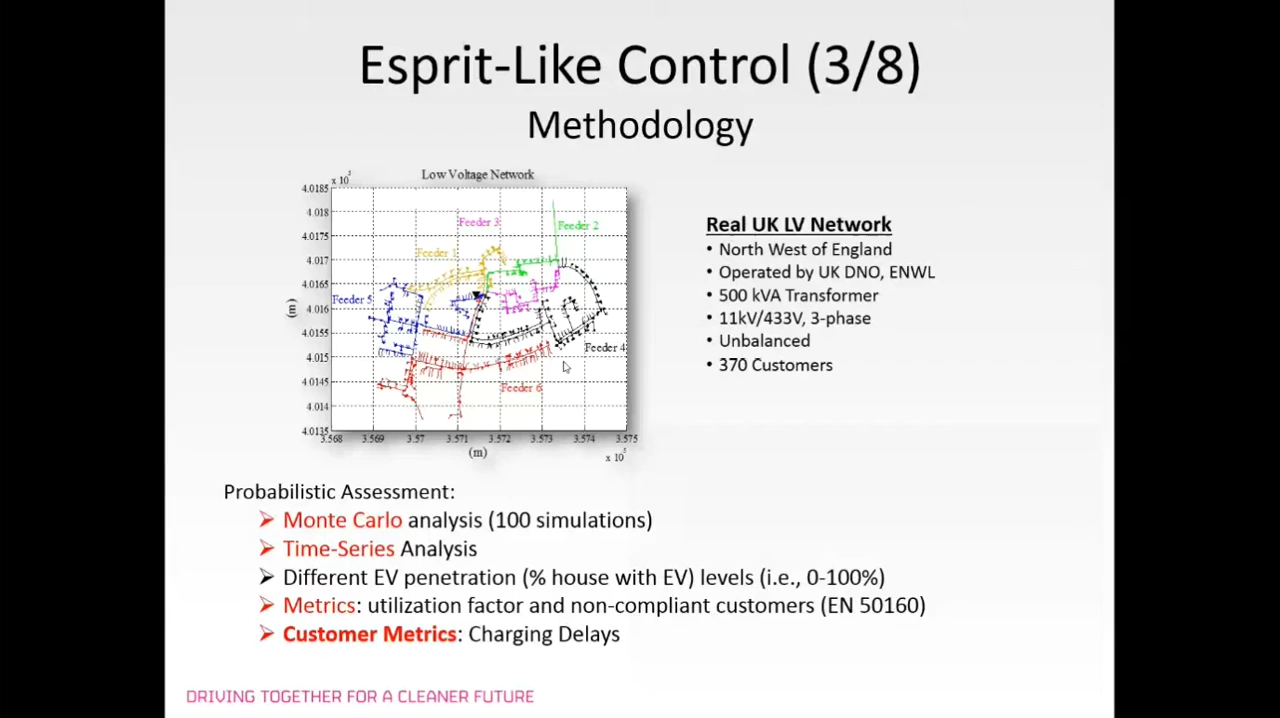 Esprit-Like Control (3/8)
Methodology
Low Voltage Network
x 10⁵
4.0185
4.018
4.0175
4.017
4.0165
4.016
4.0155
4.015
4.0145
4.014
4.0135
(m)
Feeder 3
Feeder 2
Feeder 1
Feeder 5
Feeder 4
Feeder 6
3.568 3.569 3.57 3.571 3.572 3.573 3.574 3.575
(m)
x 10⁵
Real UK LV Network
• North West of England
• Operated by UK DNO, ENWL
• 500 kVA Transformer
• 11kV/433V, 3-phase
• Unbalanced
• 370 Customers
Probabilistic Assessment:
➢ Monte Carlo analysis (100 simulations)
➢ Time-Series Analysis
➢ Different EV penetration (% house with EV) levels (i.e., 0-100%)
➢ Metrics: utilization factor and non-compliant customers (EN 50160)
➢ Customer Metrics: Charging Delays
DRIVING TOGETHER FOR A CLEANER FUTURE